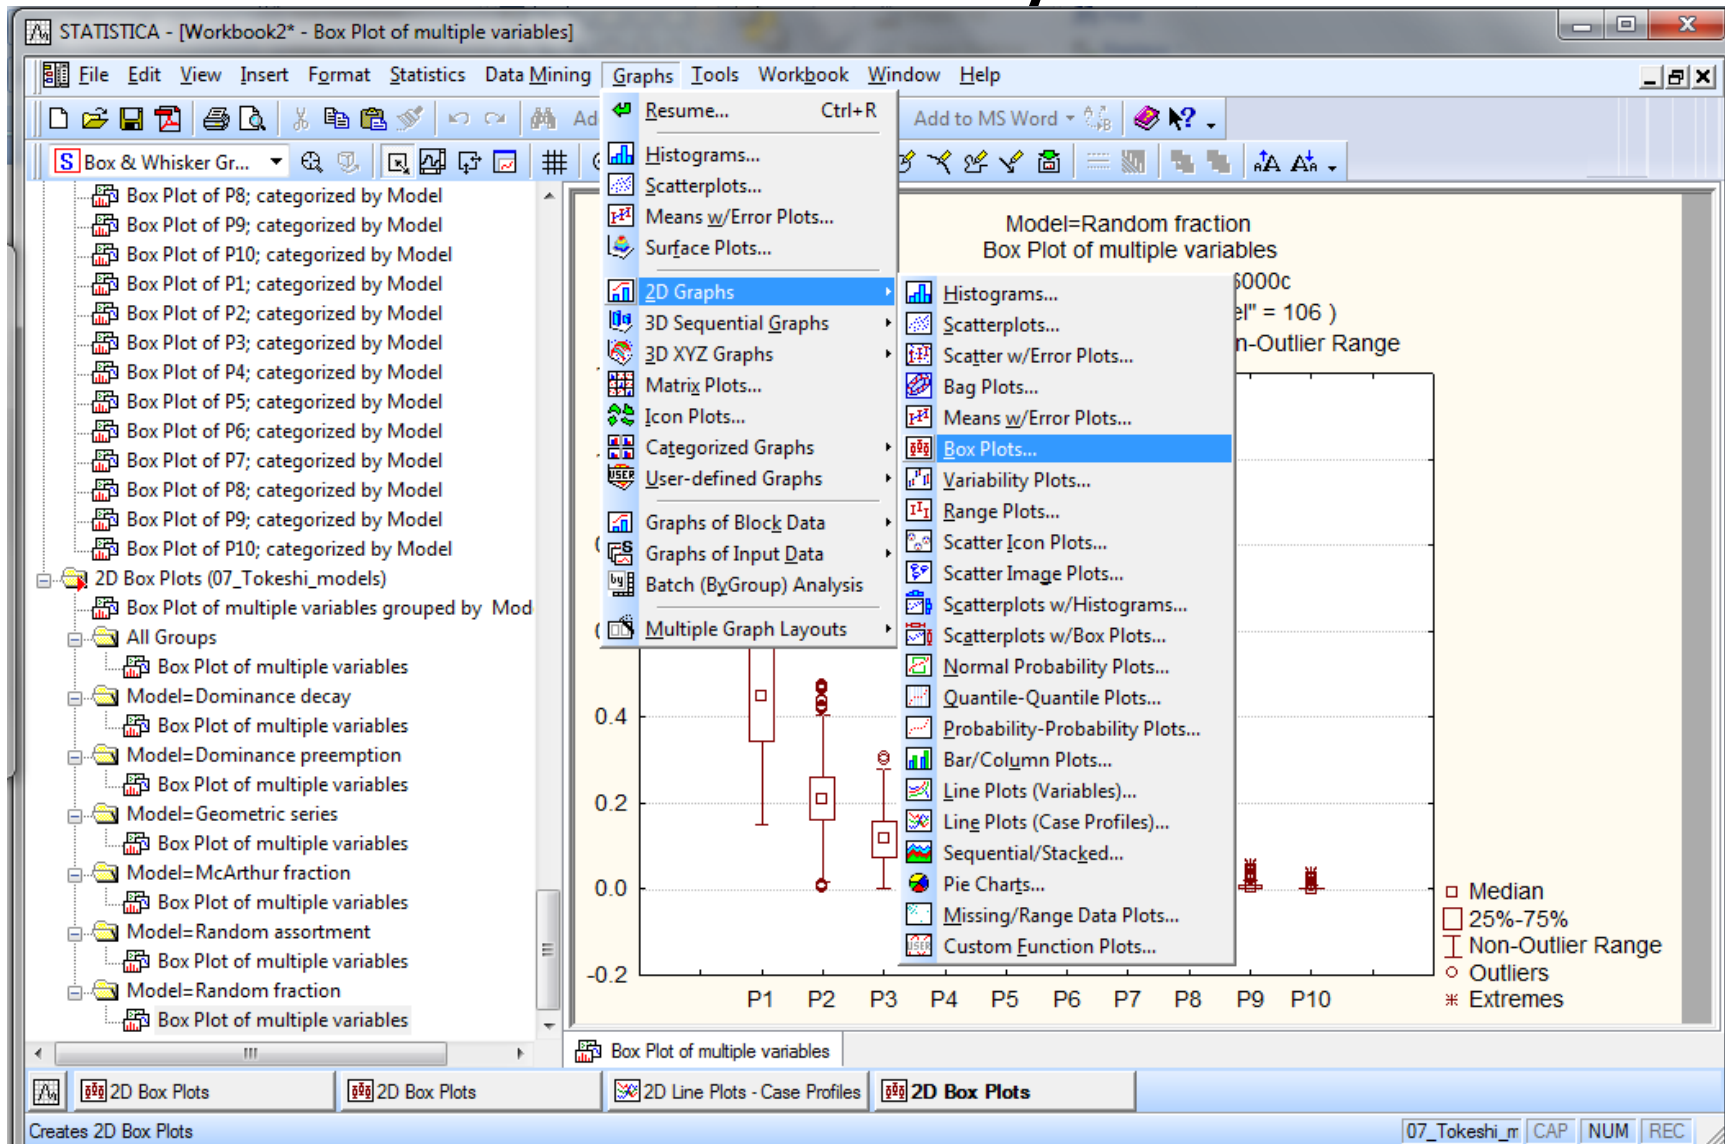 STATISTICA - [Workbook2* - Box Plot of multiple variables]
File Edit View Insert Format Statistics Data Mining Graphs Tools Workbook Window Help
Add to MS Word
Box & Whisker Gr...
Box Plot of P8; categorized by Model
Box Plot of P9; categorized by Model
Box Plot of P10; categorized by Model
Box Plot of P1; categorized by Model
Box Plot of P2; categorized by Model
Box Plot of P3; categorized by Model
Box Plot of P4; categorized by Model
Box Plot of P5; categorized by Model
Box Plot of P6; categorized by Model
Box Plot of P7; categorized by Model
Box Plot of P8; categorized by Model
Box Plot of P9; categorized by Model
Box Plot of P10; categorized by Model
2D Box Plots (07_Tokeshi_models)
Box Plot of multiple variables grouped by Mod
All Groups
Box Plot of multiple variables
Model=Dominance decay
Box Plot of multiple variables
Model=Dominance preemption
Box Plot of multiple variables
Model=Geometric series
Box Plot of multiple variables
Model=McArthur fraction
Box Plot of multiple variables
Model=Random assortment
Box Plot of multiple variables
Model=Random fraction
Box Plot of multiple variables
Resume... Ctrl+R
Histograms...
Scatterplots...
Means w/Error Plots...
Surface Plots...
2D Graphs
3D Sequential Graphs
3D XYZ Graphs
Matrix Plots...
Icon Plots...
Categorized Graphs
User-defined Graphs
Graphs of Block Data
Graphs of Input Data
Batch (ByGroup) Analysis
Multiple Graph Layouts
Histograms...
Scatterplots...
Scatter w/Error Plots...
Bag Plots...
Means w/Error Plots...
Box Plots...
Variability Plots...
Range Plots...
Scatter Icon Plots...
Scatter Image Plots...
Scatterplots w/Histograms...
Scatterplots w/Box Plots...
Normal Probability Plots...
Quantile-Quantile Plots...
Probability-Probability Plots...
Bar/Column Plots...
Line Plots (Variables)...
Line Plots (Case Profiles)...
Sequential/Stacked...
Pie Charts...
Missing/Range Data Plots...
Custom Function Plots...
Model=Random fraction
Box Plot of multiple variables
6000c
el" = 106 )
n-Outlier Range
0.4
0.2
0.0
-0.2
P1 P2 P3 P4 P5 P6 P7 P8 P9 P10
Median
25%-75%
Non-Outlier Range
Outliers
Extremes
Box Plot of multiple variables
2D Box Plots
2D Box Plots
2D Line Plots - Case Profiles
2D Box Plots
Creates 2D Box Plots
07_Tokeshi_m CAP NUM REC